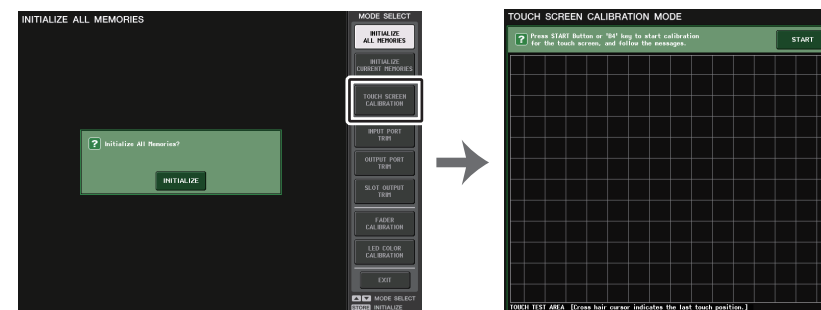 INITIALIZE ALL MEMORIES
? Initialize All Memories?
INITIALIZE
MODE SELECT
INITIALIZE
ALL MEMORIES
INITIALIZE
CURRENT MEMORIES
TOUCH SCREEN
CALIBRATION
INPUT PORT
TRIM
OUTPUT PORT
TRIM
SLOT OUTPUT
TRIM
FADER
CALIBRATION
LED COLOR
CALIBRATION
EXIT
MODE SELECT
STORE INITIALIZE
TOUCH SCREEN CALIBRATION MODE
? Press START Button or 'B4' key to start calibration
for the touch screen, and follow the messages.
START
TOUCH TEST AREA [Cross hair cursor indicates the last touch position.]